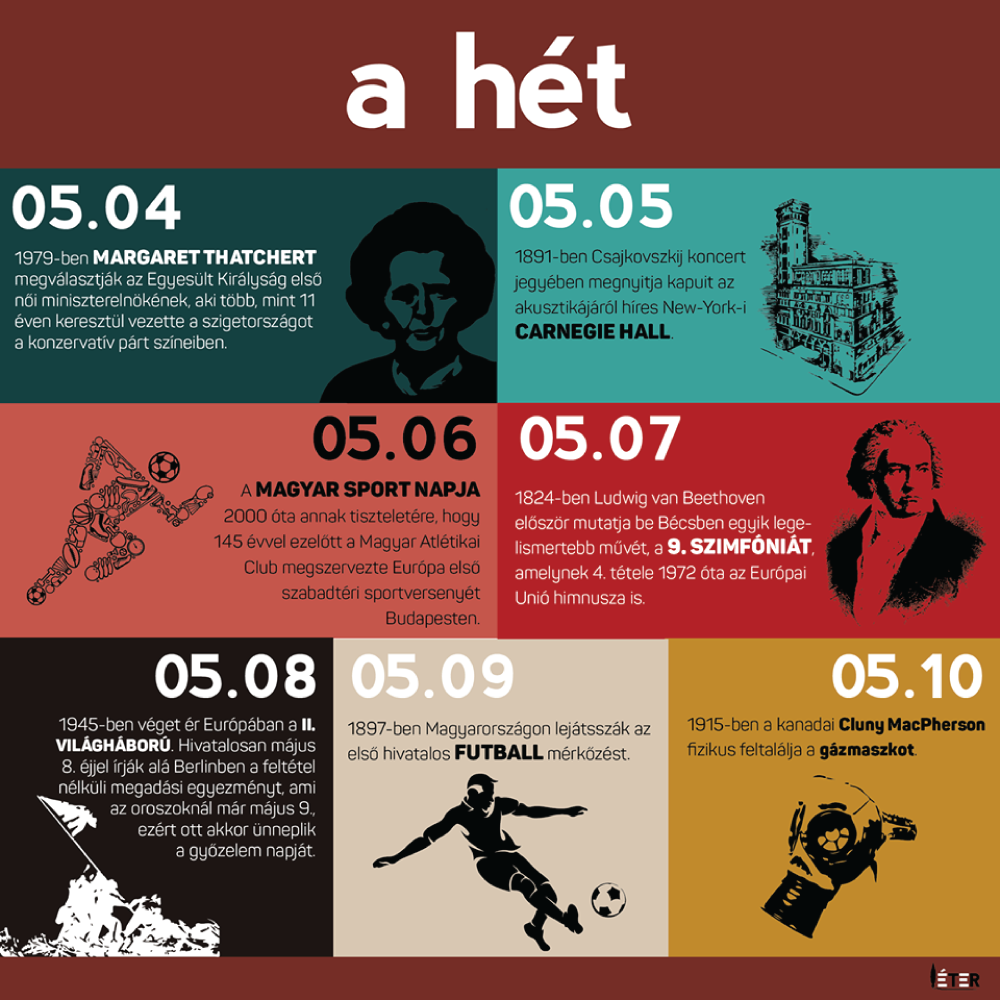 a hét
05.04
1979-ben MARGARET THATCHERT
megválasztják az Egyesült Királyság első
női miniszterelnökének, aki több, mint 11
éven keresztül vezette a szigetországot
a konzervatív párt színeiben.
05.05
1891-ben Csajkovszkij koncert
jegyében megnyitja kapuit az
akusztikájáról híres New-York-i
CARNEGIE HALL.
05.06
A MAGYAR SPORT NAPJA
2000 óta annak tiszteletére, hogy
145 évvel ezelőtt a Magyar Atlétikai
Club megszervezte Európa első
szabadtéri sportversenyét
Budapesten.
05.07
1824-ben Ludwig van Beethoven
először mutatja be Bécsben egyik lege-
lismertebb művét, a 9. SZIMFÓNIÁT,
amelynek 4. tétele 1972 óta az Európai
Unió himnusza is.
05.08
1945-ben véget ér Európában a II.
VILÁGHÁBORÚ. Hivatalosan május
8. éjjel írják alá Berlinben a feltétel
nélküli megadási egyezményt, ami
az oroszoknál már május 9.,
ezért ott akkor ünneplik
a győzelem napját.
05.09
1897-ben Magyarországon lejátsszák az
első hivatalos FUTBALL mérkőzést.
05.10
1915-ben a kanadai Cluny MacPherson
fizikus feltalálja a gázmaszkot.
ÉTER